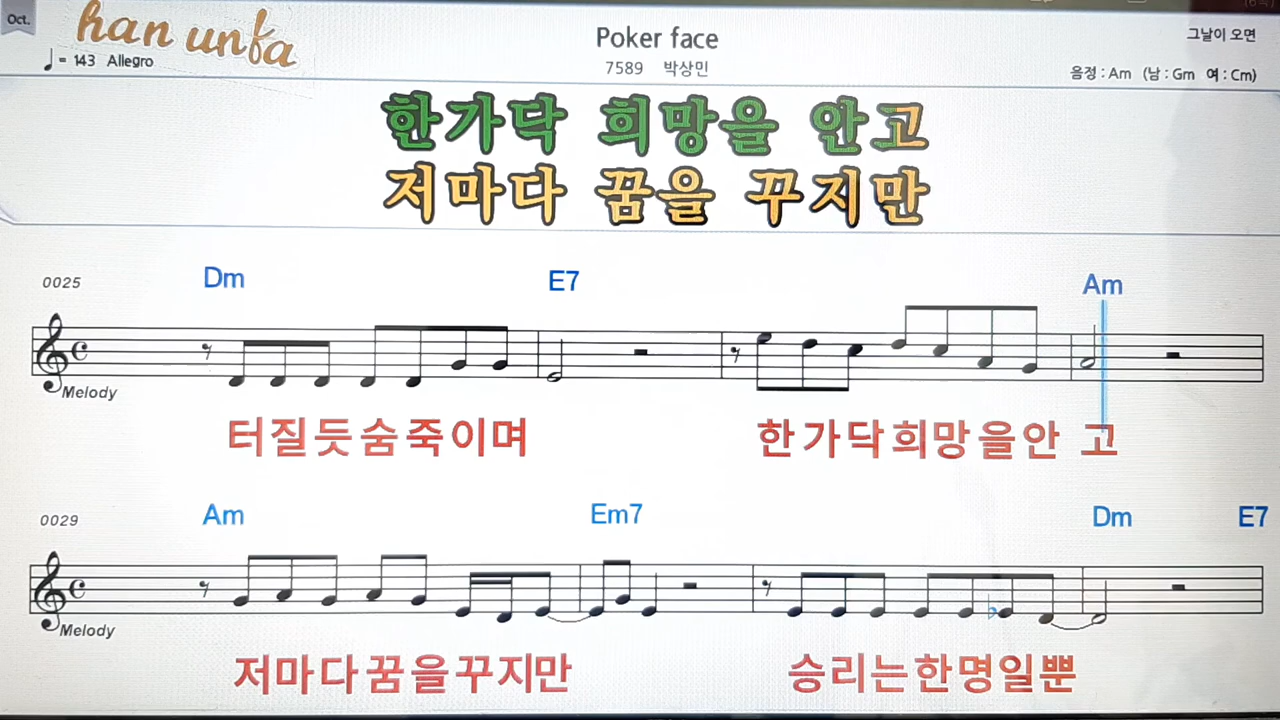 Oct.
han unfa
♩ = 143 Allegro
Poker face
7589 박상민
그날이 오면
음정 : Am (남 : Gm 여 : Cm)
한가닥 희망을 안고
저마다 꿈을 꾸지만
0025
Dm E7 Am
Melody
터질듯숨죽이며 한가닥희망을안 고
0029
Am Em7 Dm E7
Melody
저마다꿈을꾸지만 승리는한명일뿐